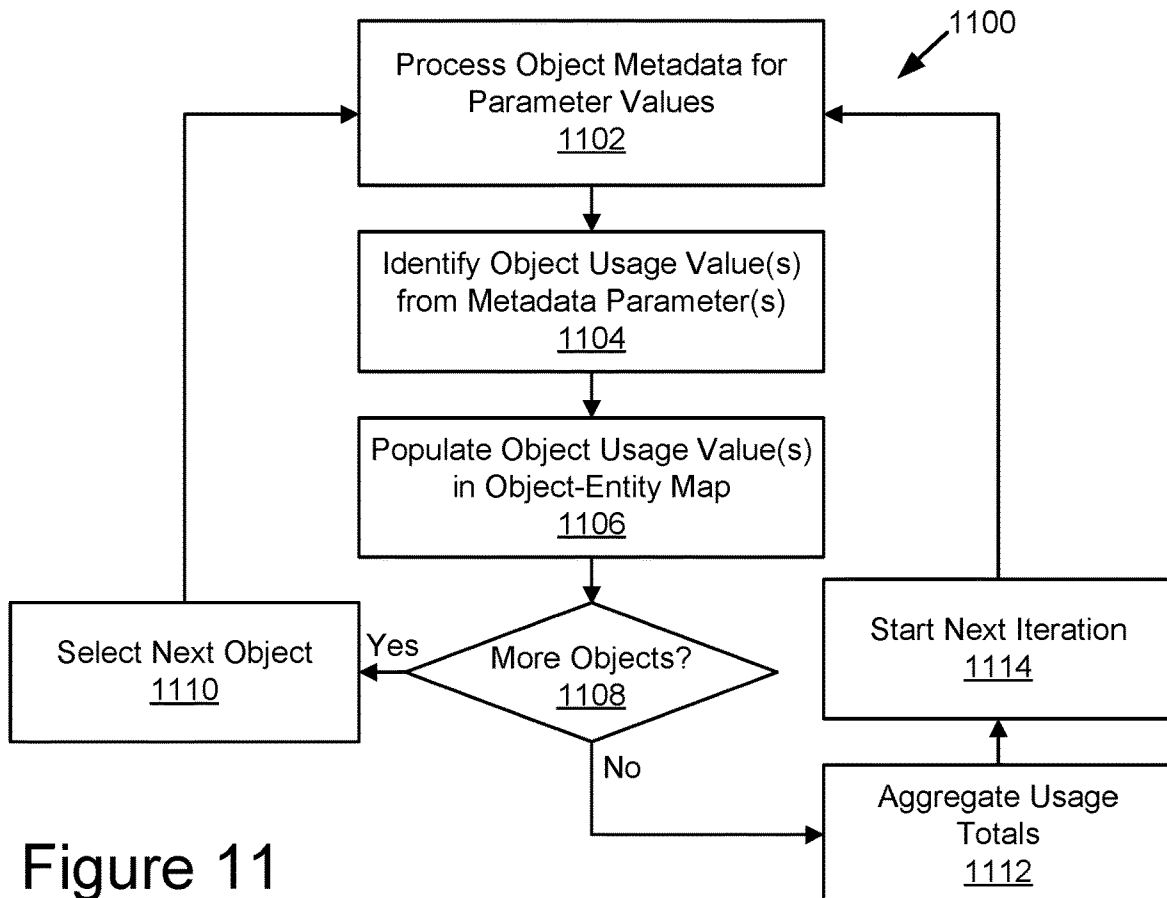 1100
Process Object Metadata for
Parameter Values
1102
Identify Object Usage Value(s)
from Metadata Parameter(s)
1104
Populate Object Usage Value(s)
in Object-Entity Map
1106
Select Next Object
1110
Yes
More Objects?
1108
No
Start Next Iteration
1114
Aggregate Usage
Totals
1112
Figure 11